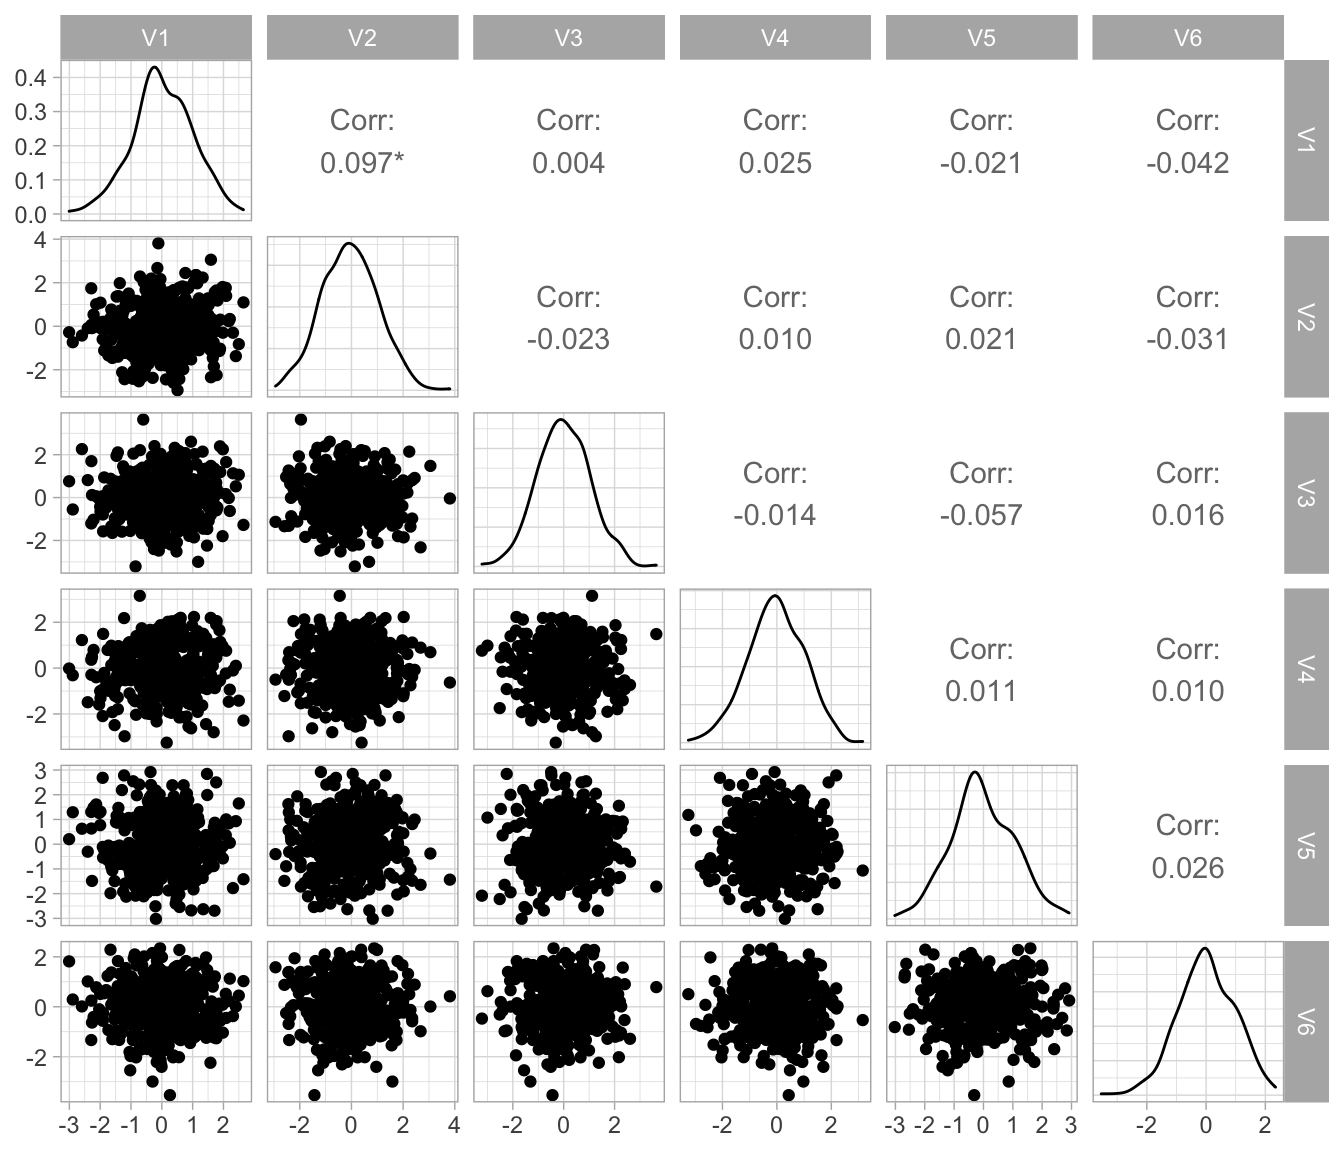 V1 V2 V3 V4 V5 V6
0.4
0.3
0.2
0.1
0.0
Corr:
0.097*
Corr:
0.004
Corr:
0.025
Corr:
-0.021
Corr:
-0.042
V1
4
2
0
-2
Corr:
-0.023
Corr:
0.010
Corr:
0.021
Corr:
-0.031
V2
2
0
-2
Corr:
-0.014
Corr:
-0.057
Corr:
0.016
V3
2
0
-2
Corr:
0.011
Corr:
0.010
V4
3
2
1
0
-1
-2
-3
Corr:
0.026
V5
2
0
-2
V6
-3 -2 -1 0 1 2 -2 0 2 4 -2 0 2 -2 0 2 -3 -2 -1 0 1 2 3 -2 0 2